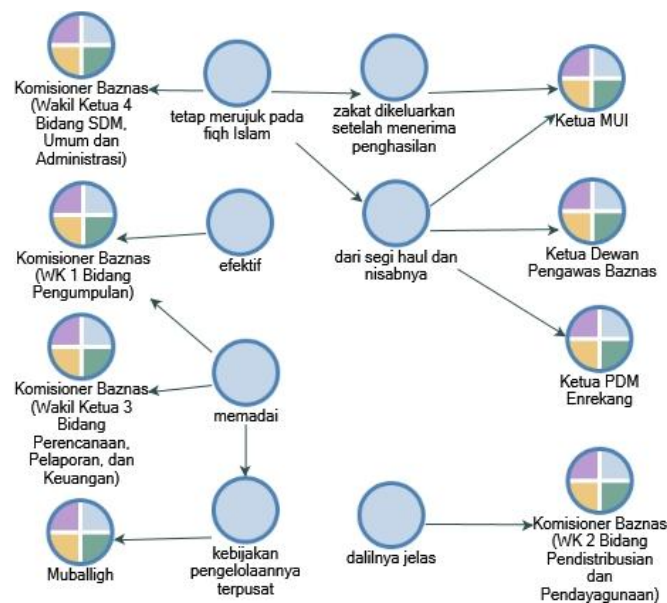 Komisioner Baznas
(Wakil Ketua 4
Bidang SDM,
Umum dan
Administrasi)
tetap merujuk pada
fiqh Islam
zakat dikeluarkan
setelah menerima
penghasilan
Ketua MUI
Komisioner Baznas
(WK 1 Bidang
Pengumpulan)
efektif
dari segi haul dan
nisabnya
Ketua Dewan
Pengawas Baznas
Komisioner Baznas
(Wakil Ketua 3
Bidang
Perencanaan,
Pelaporan, dan
Keuangan)
memadai
Ketua PDM
Enrekang
Muballigh
kebijakan
pengelolaannya
terpusat
dalilnya jelas
Komisioner Baznas
(WK 2 Bidang
Pendistribusian
dan
Pendayagunaan)